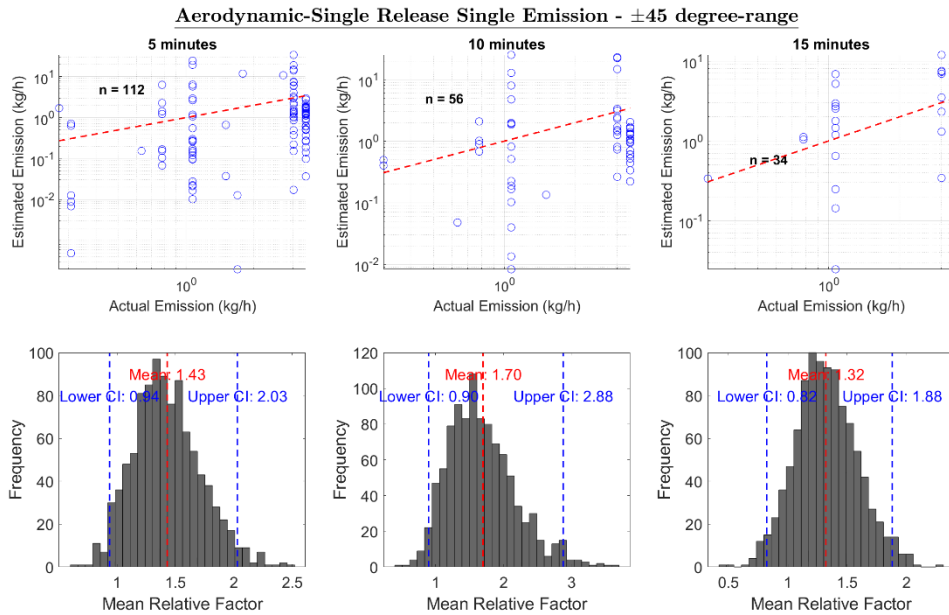 Aerodynamic-Single Release Single Emission - ±45 degree-range
5 minutes
10 minutes
15 minutes
Estimated Emission (kg/h)
10^1
10^0
10^-1
10^-2
n = 112
10^0
Actual Emission (kg/h)
Estimated Emission (kg/h)
10^1
10^0
10^-1
10^-2
n = 56
10^0
Actual Emission (kg/h)
Estimated Emission (kg/h)
10^1
10^0
10^-1
n = 34
10^0
Actual Emission (kg/h)
Frequency
100
80
60
40
20
0
Mean: 1.43
Lower CI: 0.94
Upper CI: 2.03
1 1.5 2 2.5
Mean Relative Factor
Frequency
120
100
80
60
40
20
0
Mean: 1.70
Lower CI: 0.90
Upper CI: 2.88
1 2 3
Mean Relative Factor
Frequency
100
80
60
40
20
0
Mean: 1.32
Lower CI: 0.82
Upper CI: 1.88
0.5 1 1.5 2
Mean Relative Factor